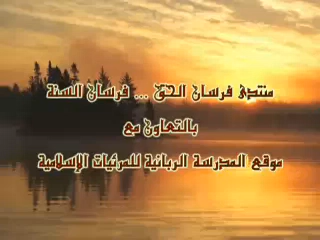 منتدى فرسان الحق ... فرسان السنة
بالتعاون مع
موقع المدرسة الربانية للمرئيات الإسلامية